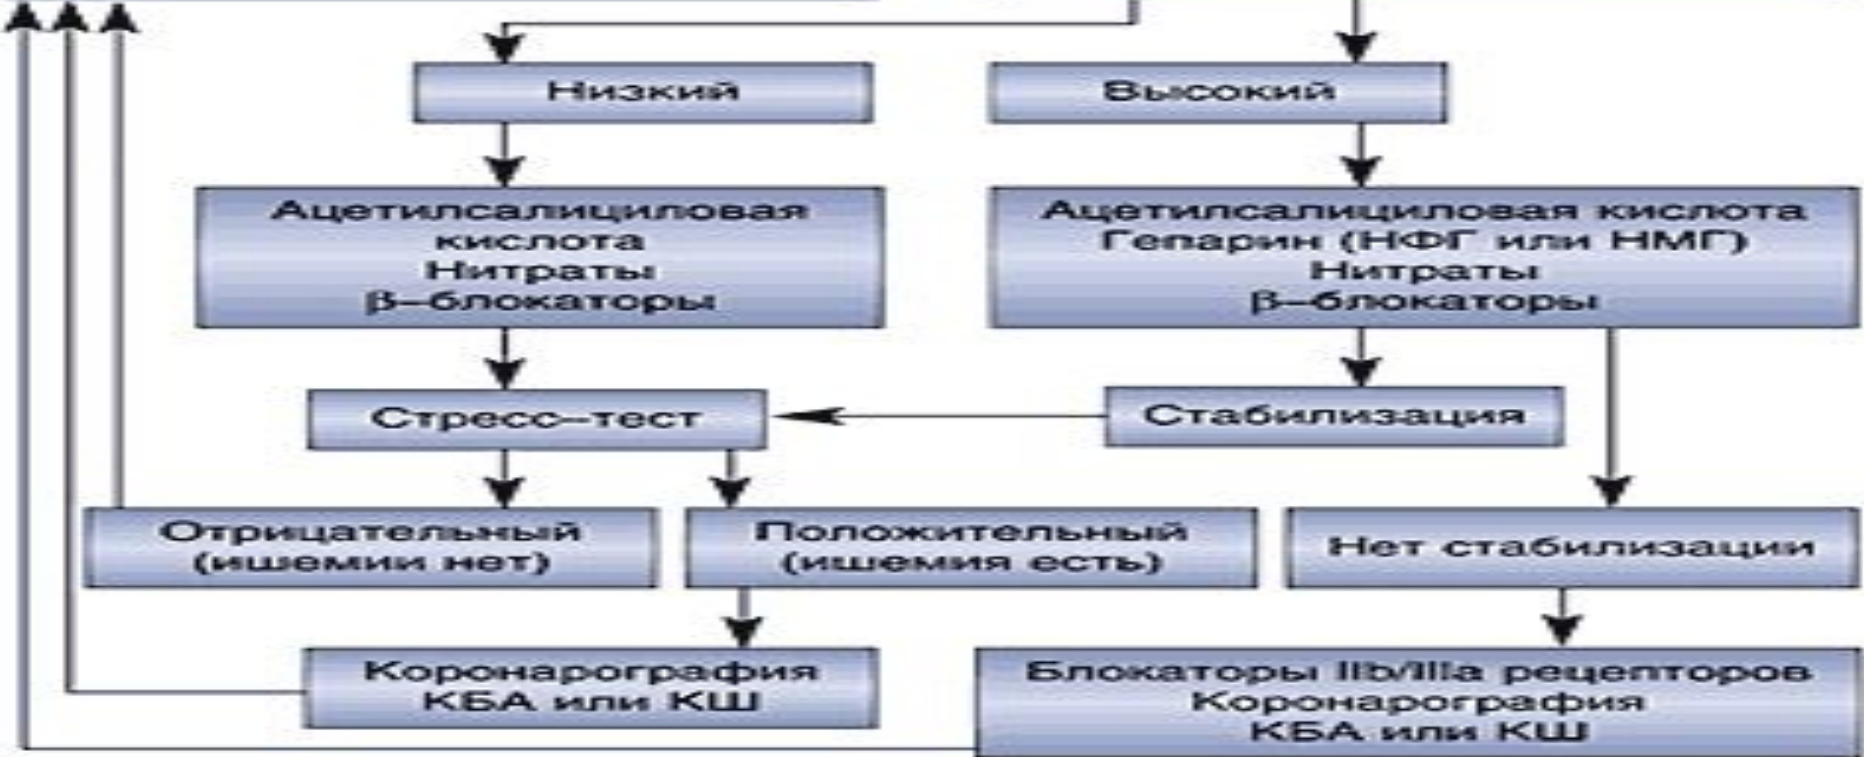 Низкий
Высокий
Ацетилсалициловая
кислота
Нитраты
β–блокаторы
Ацетилсалициловая кислота
Гепарин (НФГ или НМГ)
Нитраты
β–блокаторы
Стресс–тест
Стабилизация
Отрицательный
(ишемии нет)
Положительный
(ишемия есть)
Нет стабилизации
Коронарография
КБА или КШ
Блокаторы IIb/IIIa рецепторов
Коронарография
КБА или КШ